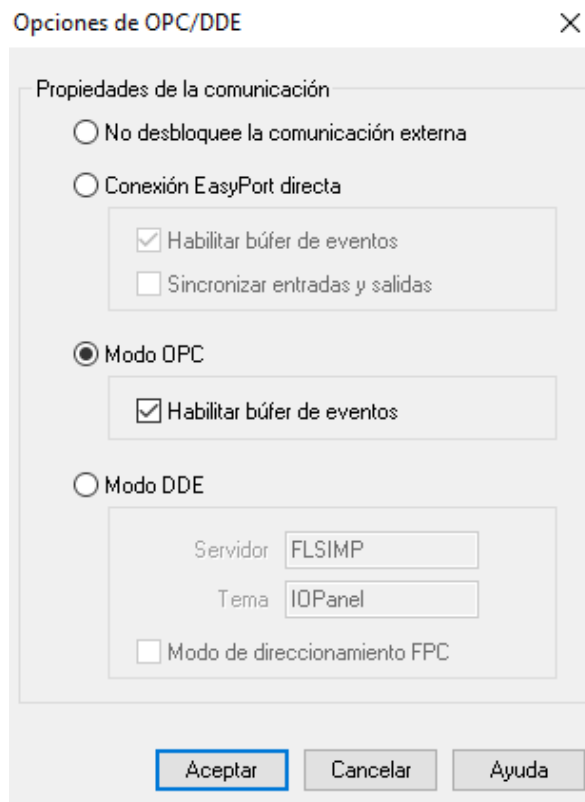 Opciones de OPC/DDE
Propiedades de la comunicación
No desbloquee la comunicación externa
Conexión EasyPort directa
Habilitar búfer de eventos
Sincronizar entradas y salidas
Modo OPC
Habilitar búfer de eventos
Modo DDE
Servidor FLSIMP
Tema IOPanel
Modo de direccionamiento FPC
Aceptar Cancelar Ayuda